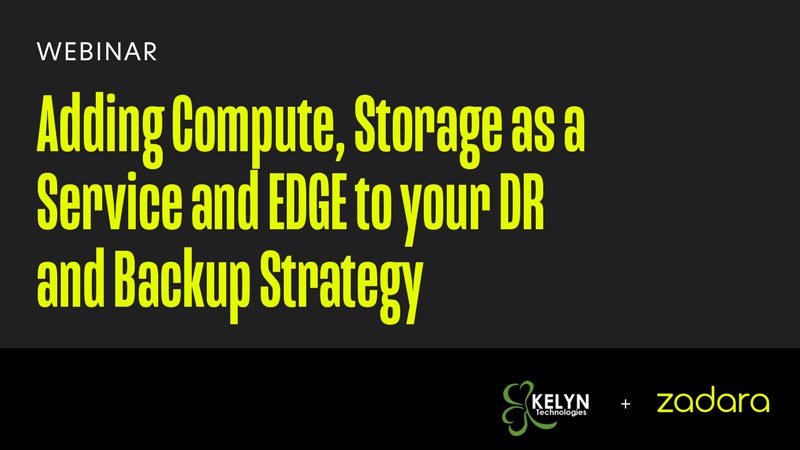 WEBINAR
Adding Compute, Storage as a
Service and EDGE to your DR
and Backup Strategy
KELYN
Technologies
+
zadara